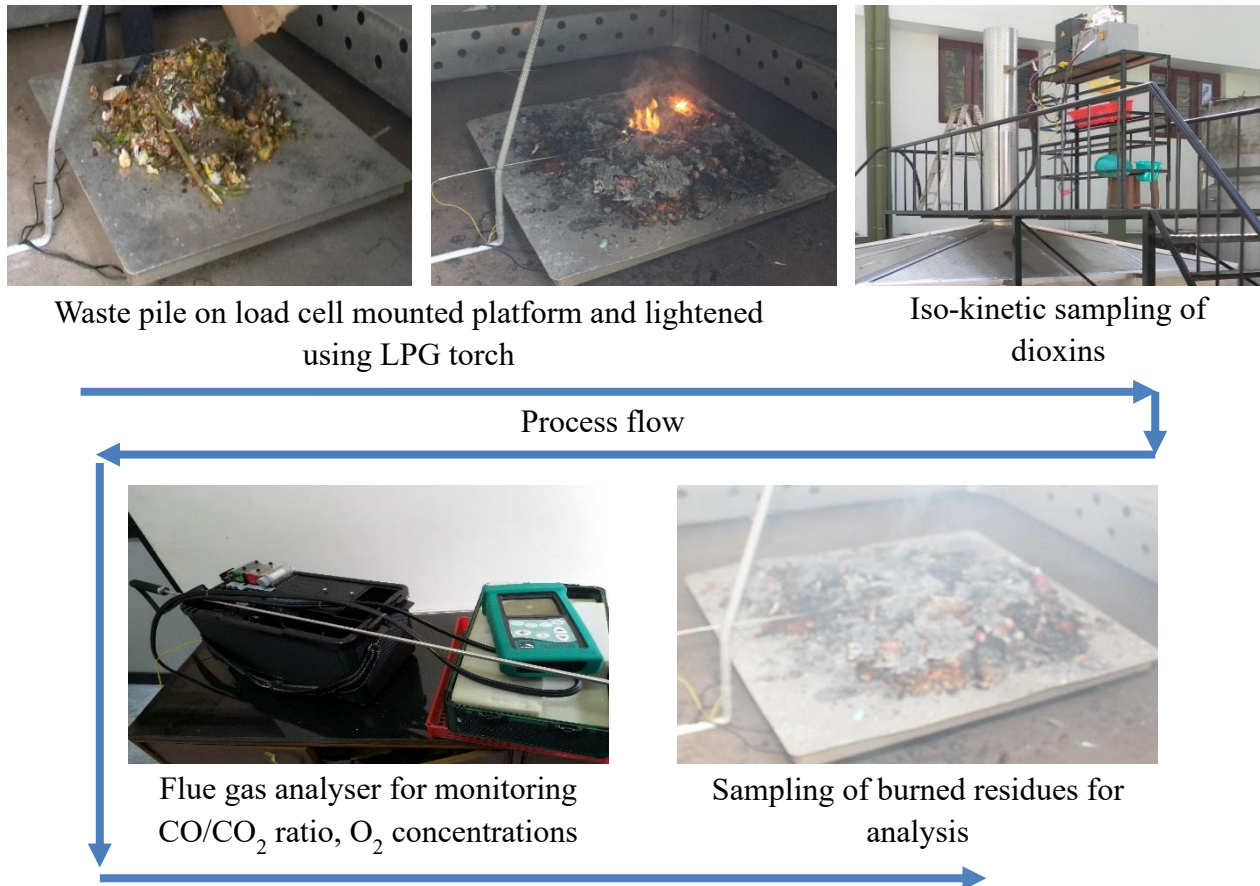 Waste pile on load cell mounted platform and lightened
using LPG torch
Iso-kinetic sampling of
dioxins
Process flow
Flue gas analyser for monitoring
CO/CO₂ ratio, O₂ concentrations
Sampling of burned residues for
analysis